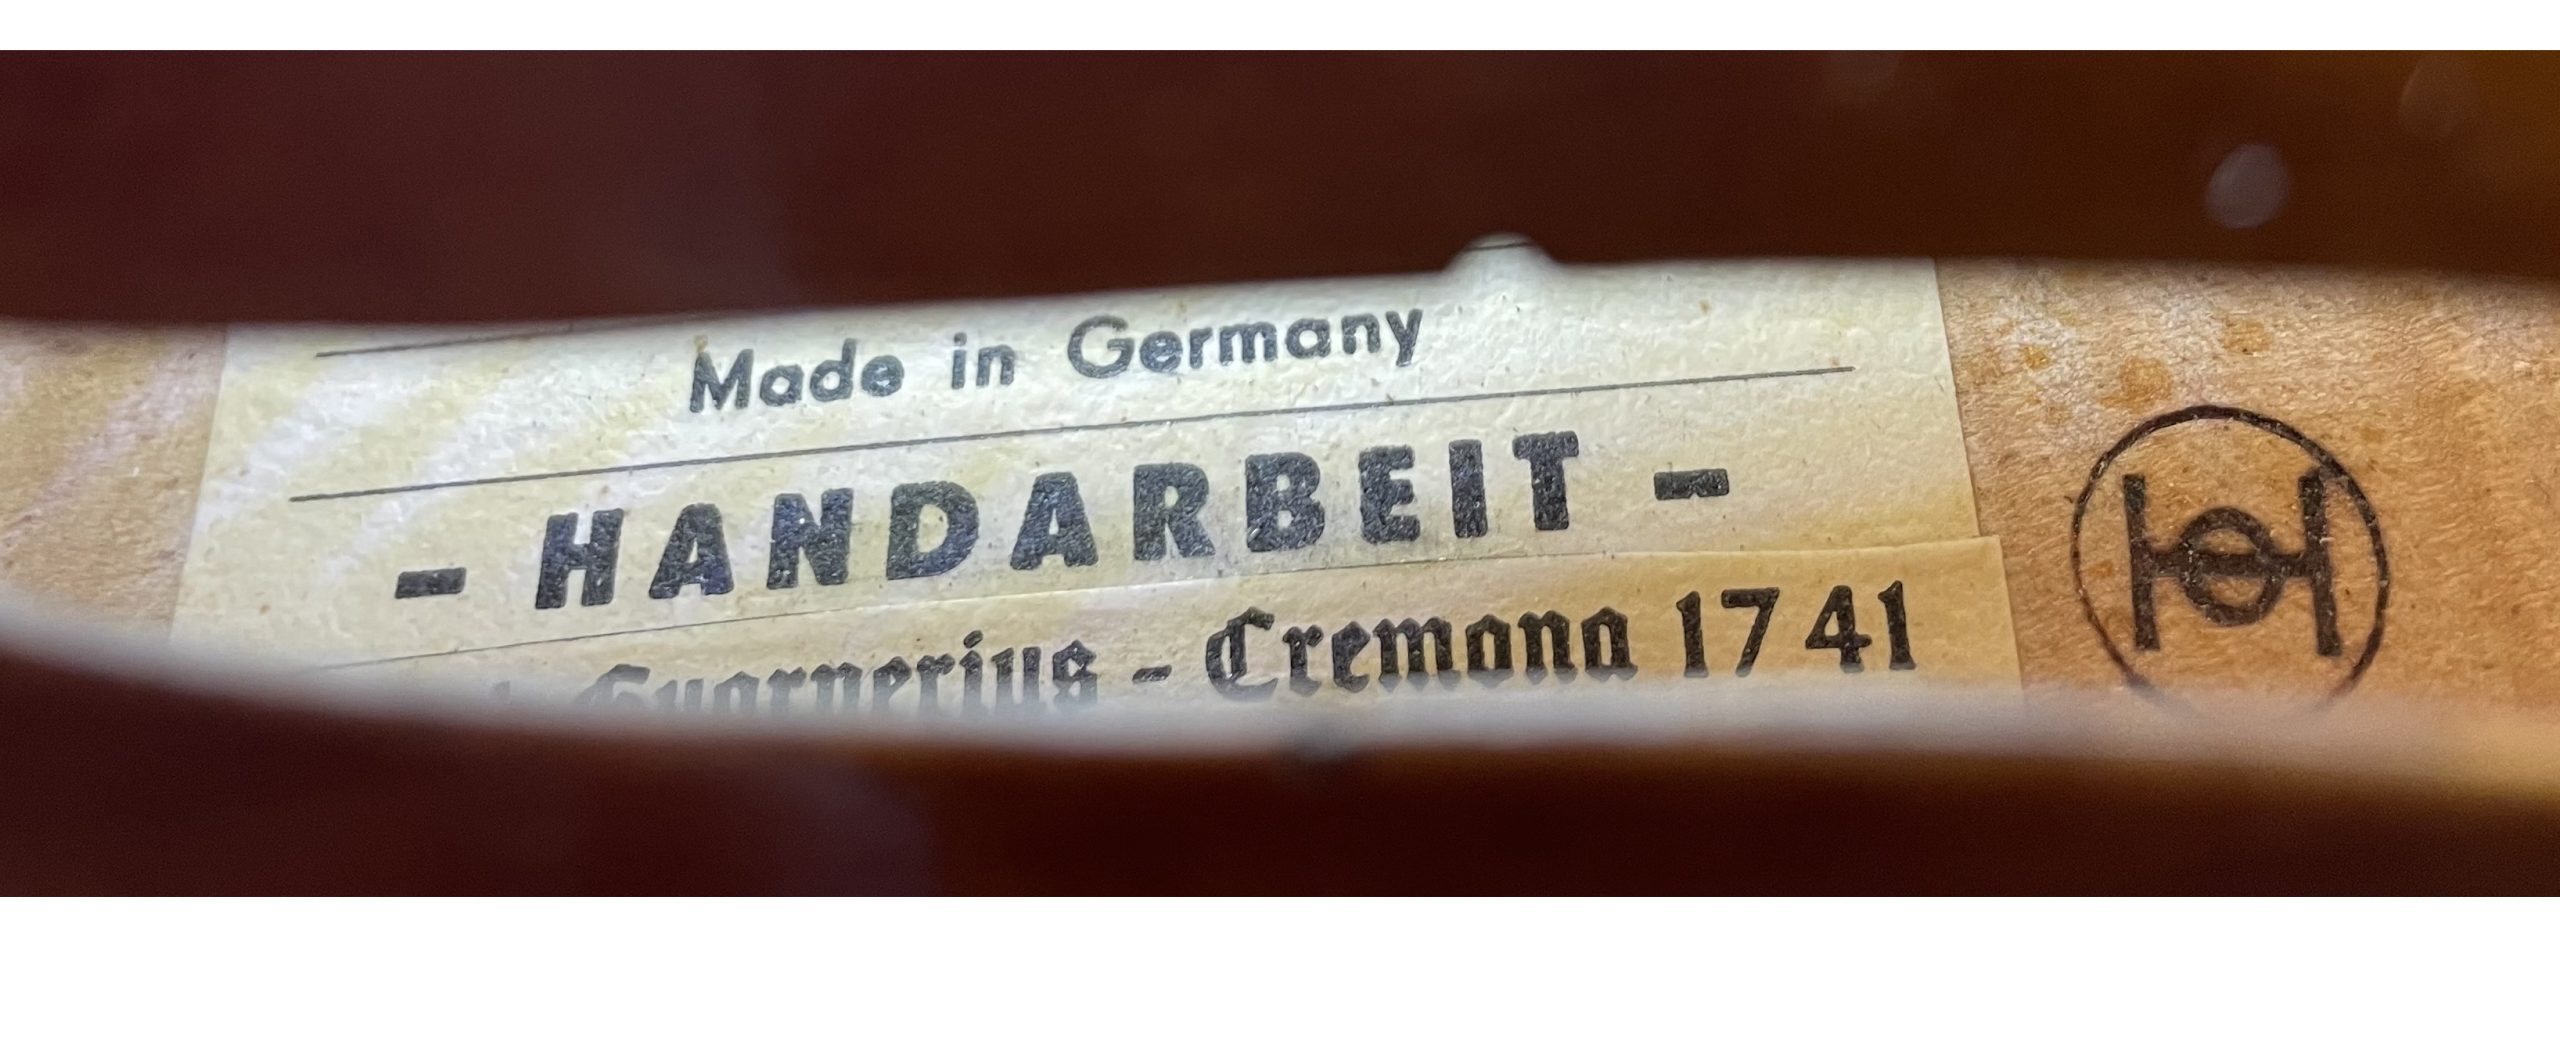 Made in Germany
- HANDARBEIT -
Guarnerius - Cremona 1741